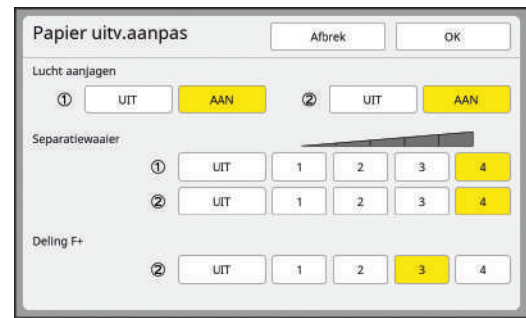 Papier uitv.aanpas Afbrek OK
Lucht aanjagen
① UIT AAN ② UIT AAN
Separatiewaaier
① UIT 1 2 3 4
② UIT 1 2 3 4
Deling F+
② UIT 1 2 3 4